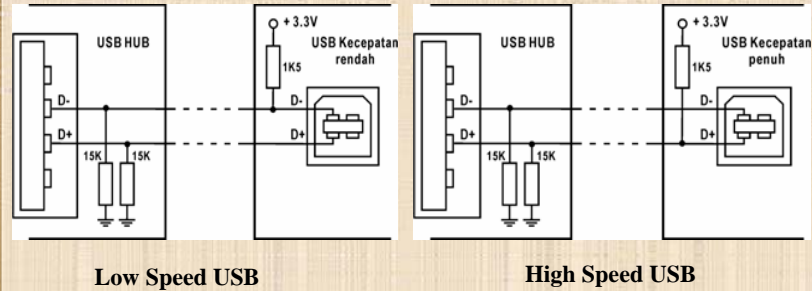 + 3.3V
USB HUB
USB Kecepatan
rendah
1K5
D-
D-
D+
D+
15K
15K
+ 3.3V
USB HUB
USB Kecepatan
penuh
1K5
D-
D-
D+
D+
15K
15K
Low Speed USB
High Speed USB